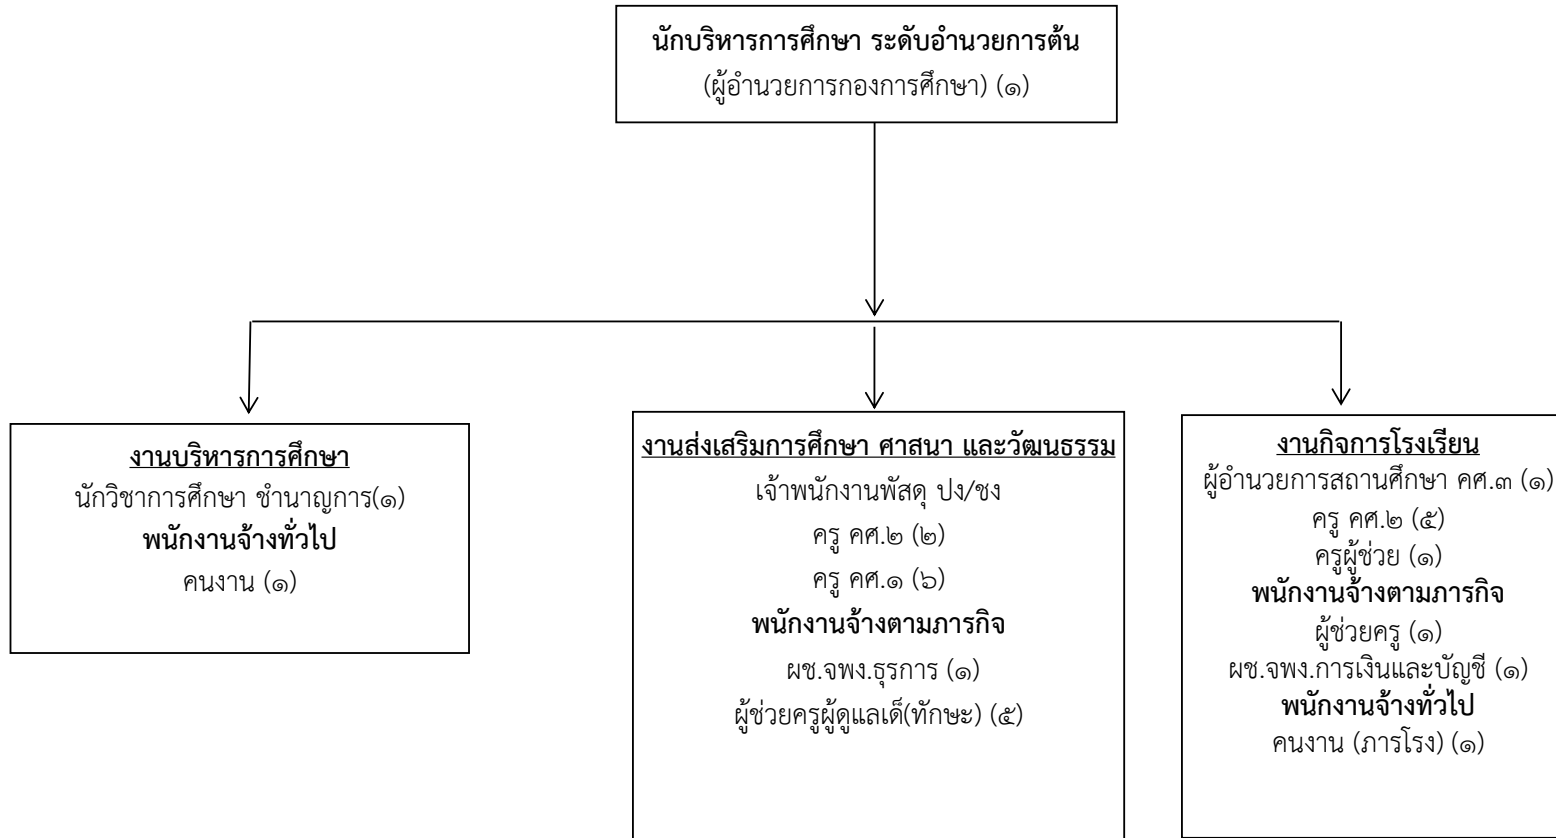 นักบริหารการศึกษา ระดับอำนวยการต้น
(ผู้อำนวยการกองการศึกษา) (๑)
งานบริหารการศึกษา
นักวิชาการศึกษา ชำนาญการ(๑)
พนักงานจ้างทั่วไป
คนงาน (๑)
งานส่งเสริมการศึกษา ศาสนา และวัฒนธรรม
เจ้าพนักงานพัสดุ ปง/ชง
ครู คศ.๒ (๒)
ครู คศ.๑ (๖)
พนักงานจ้างตามภารกิจ
ผช.จพง.ธุรการ (๑)
ผู้ช่วยครูผู้ดูแลเด็(ทักษะ) (๕)
งานกิจการโรงเรียน
ผู้อำนวยการสถานศึกษา คศ.๓ (๑)
ครู คศ.๒ (๕)
ครูผู้ช่วย (๑)
พนักงานจ้างตามภารกิจ
ผู้ช่วยครู (๑)
ผช.จพง.การเงินและบัญชี (๑)
พนักงานจ้างทั่วไป
คนงาน (ภารโรง) (๑)